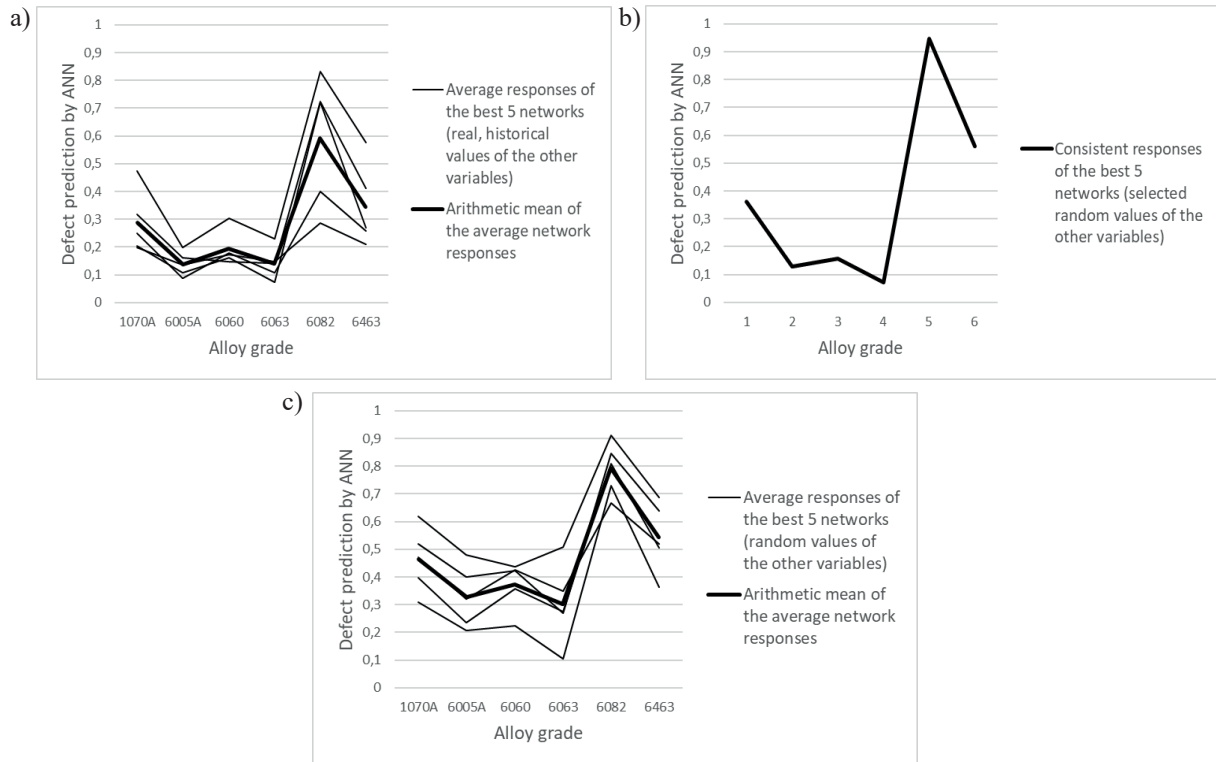 a)
Defect prediction by ANN
1
0,9
0,8
0,7
0,6
0,5
0,4
0,3
0,2
0,1
0
1070A 6005A 6060 6063 6082 6463
Alloy grade
Average responses of
the best 5 networks
(real, historical
values of the other
variables)
Arithmetic mean of
the average network
responses
b)
Defect prediction by ANN
1
0,9
0,8
0,7
0,6
0,5
0,4
0,3
0,2
0,1
0
1 2 3 4 5 6
Alloy grade
Consistent responses
of the best 5
networks (selected
random values of the
other variables)
c)
Defect prediction by ANN
1
0,9
0,8
0,7
0,6
0,5
0,4
0,3
0,2
0,1
0
1070A 6005A 6060 6063 6082 6463
Alloy grade
Average responses of
the best 5 networks
(random values of
the other variables)
Arithmetic mean of
the average network
responses